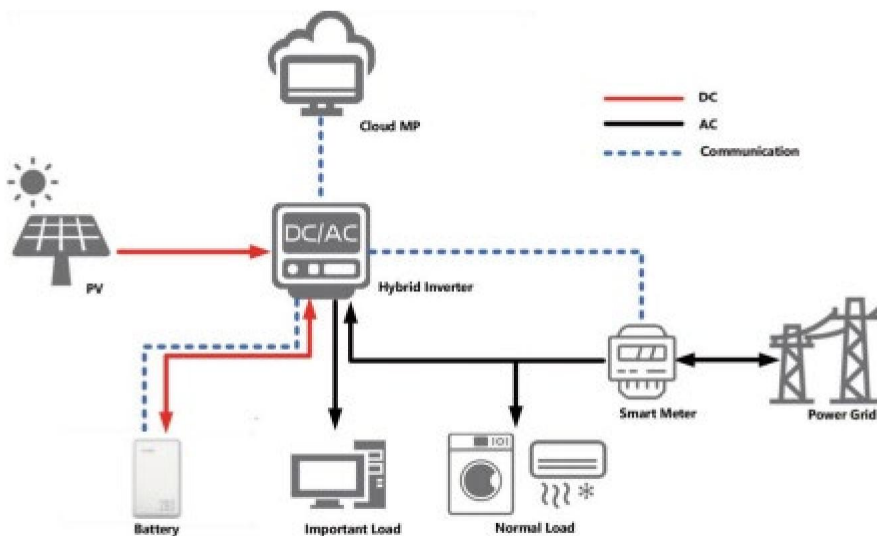 Cloud MP
DC
AC
Communication
DC/AC
PV
Hybrid Inverter
Smart Meter
Power Grid
Battery
Important Load
Normal Load